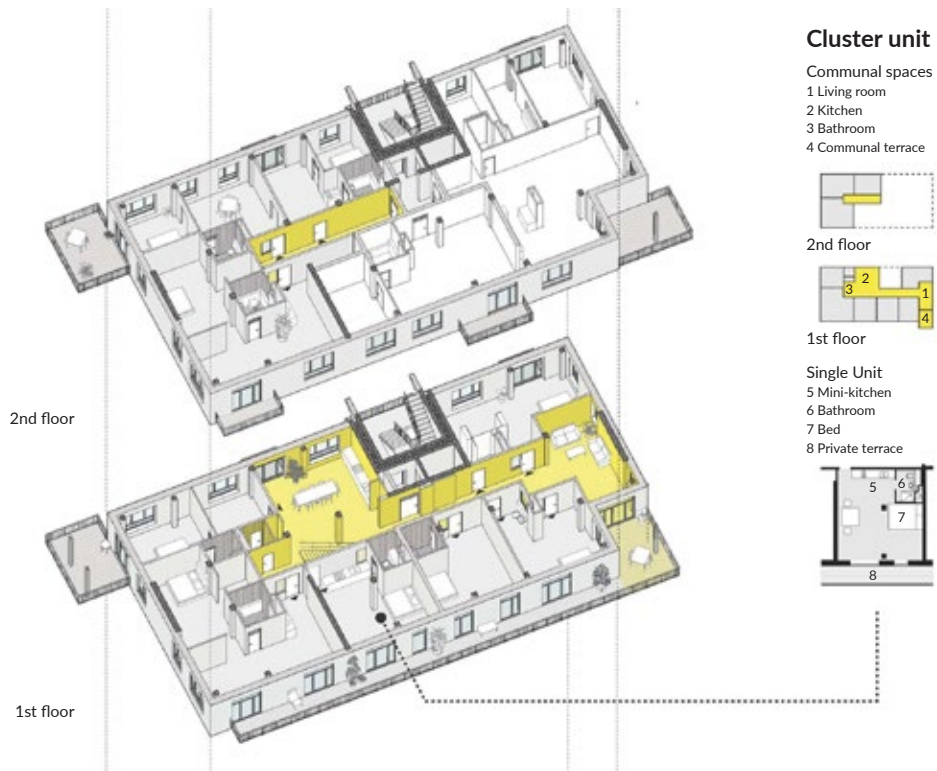 Cluster unit
Communal spaces
1 Living room
2 Kitchen
3 Bathroom
4 Communal terrace
2nd floor
2
3
1
4
1st floor
Single Unit
5 Mini-kitchen
6 Bathroom
7 Bed
8 Private terrace
5
6
7
8
2nd floor
1st floor